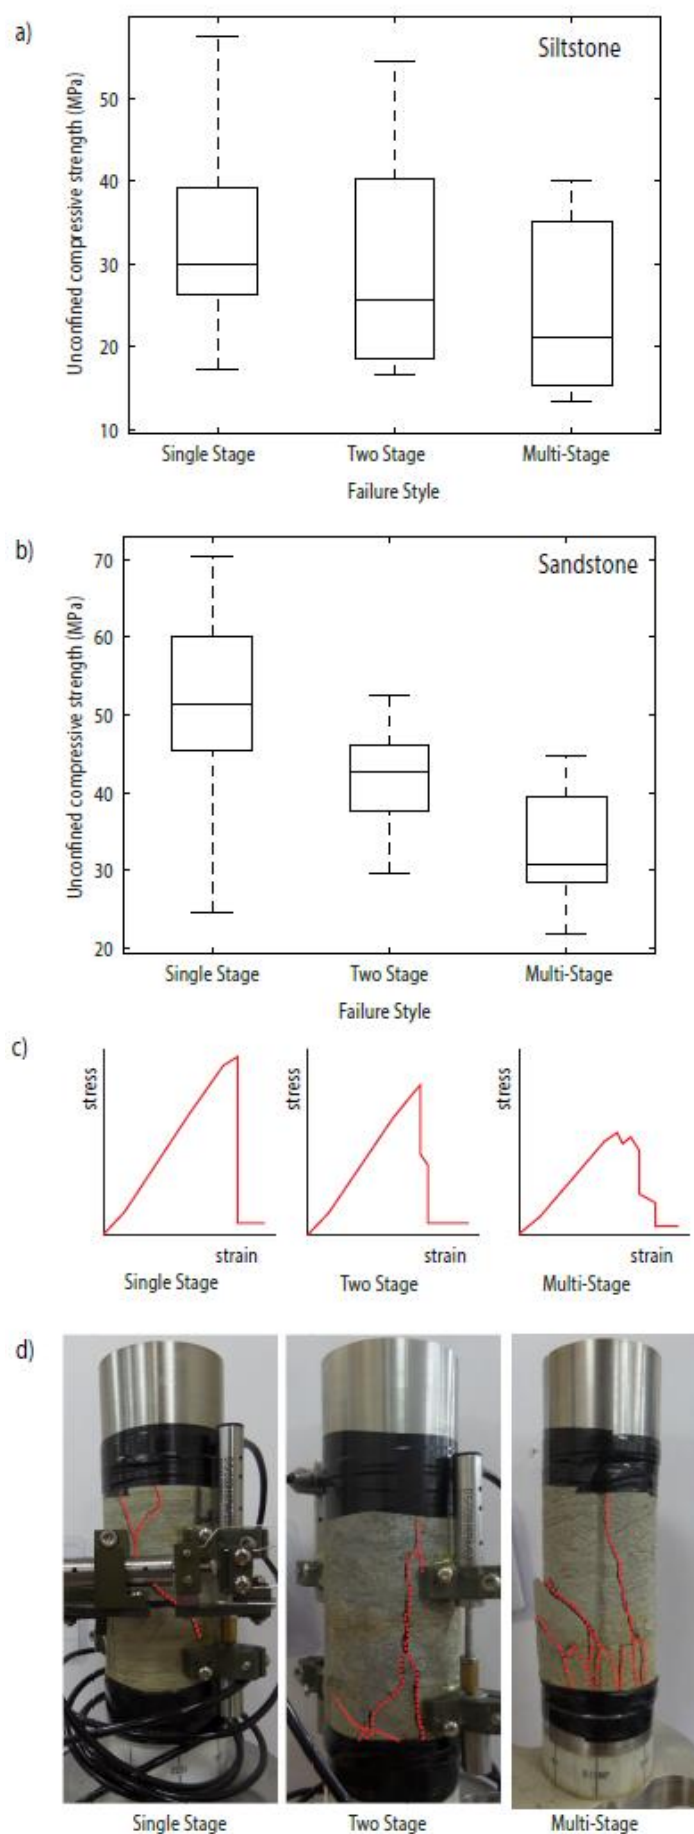 a)
Siltstone
Unconfined compressive strength (MPa)
50
40
30
20
10
Single Stage
Two Stage
Multi-Stage
Failure Style
b)
Sandstone
Unconfined compressive strength (MPa)
70
60
50
40
30
20
Single Stage
Two Stage
Multi-Stage
Failure Style
c)
stress
strain
Single Stage
stress
strain
Two Stage
stress
strain
Multi-Stage
d)
Single Stage
Two Stage
Multi-Stage